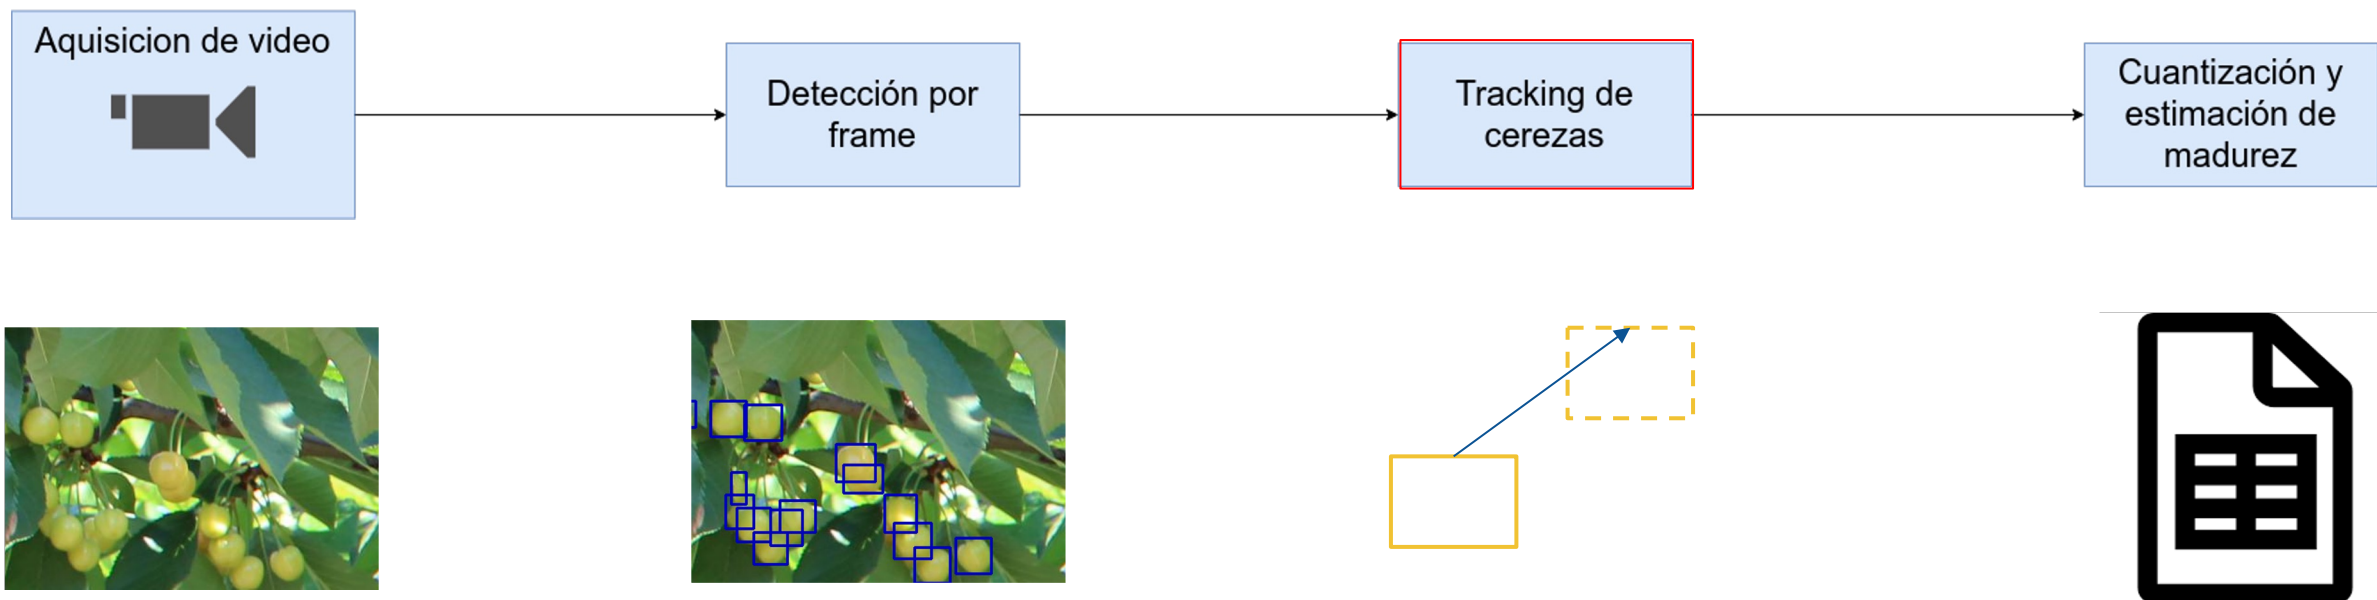 Aquisicion de video
Detección por
frame
Tracking de
cerezas
Cuantización y
estimación de
madurez